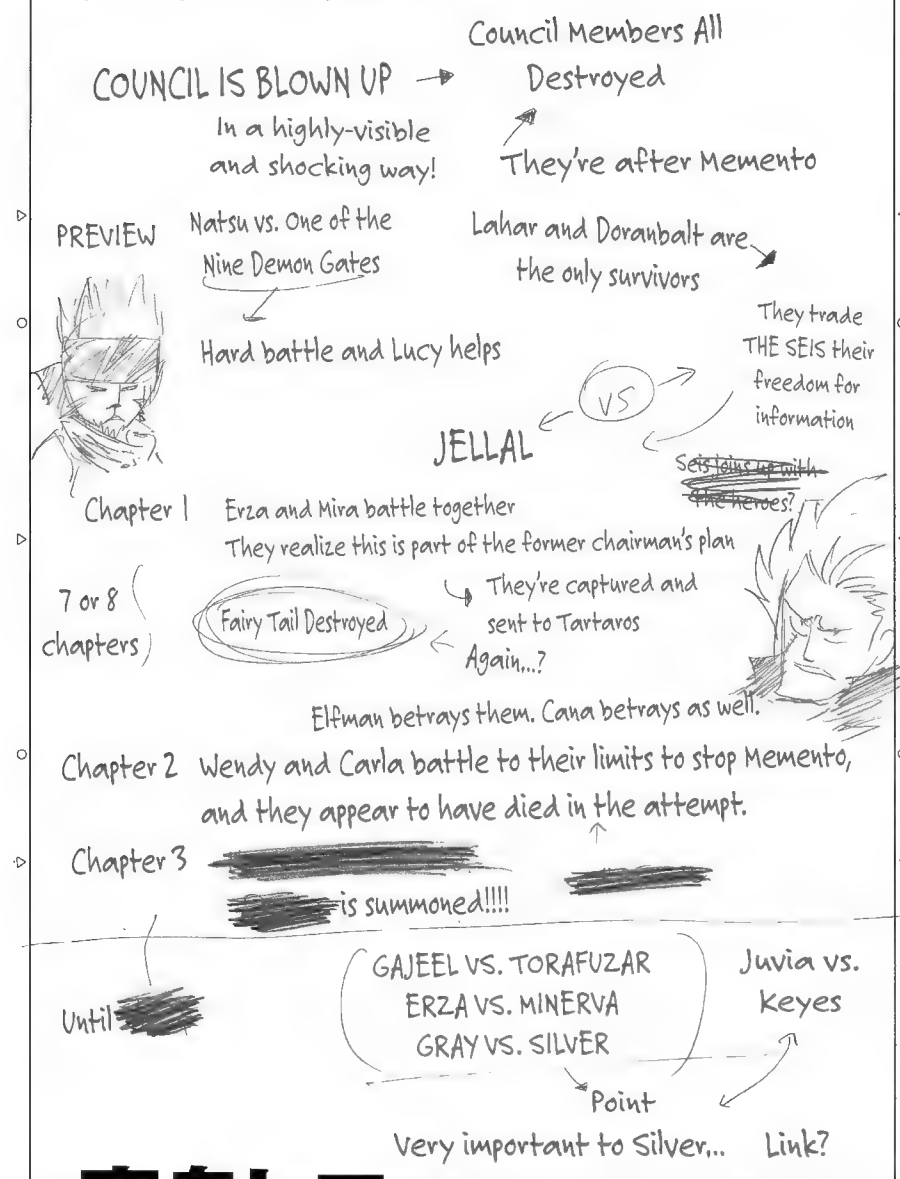 Council Members All
Destroyed
COUNCIL IS BLOWN UP
In a highly-visible
and shocking way!
They're after Memento
PREVIEW
Natsu vs. One of the
Nine Demon Gates
Hard battle and Lucy helps
Lahar and Doranbalt are
the only survivors
They trade
THE SEIS their
freedom for
information
VS
JELLAL
Seis joins up with
the heroes?
Chapter 1
Erza and Mira battle together
They realize this is part of the former chairman's plan
They're captured and
sent to Tartaros
7 or 8
chapters
Fairy Tail Destroyed
Again...?
Elfman betrays them. Cana betrays as well.
Chapter 2
Wendy and Carla battle to their limits to stop Memento,
and they appear to have died in the attempt.
Chapter 3
is summoned!!!!
Until
GAJEEL VS. TORAFUZAR
ERZA VS. MINERVA
GRAY VS. SILVER
Juvia vs.
Keyes
Point
Very important to Silver...
Link?